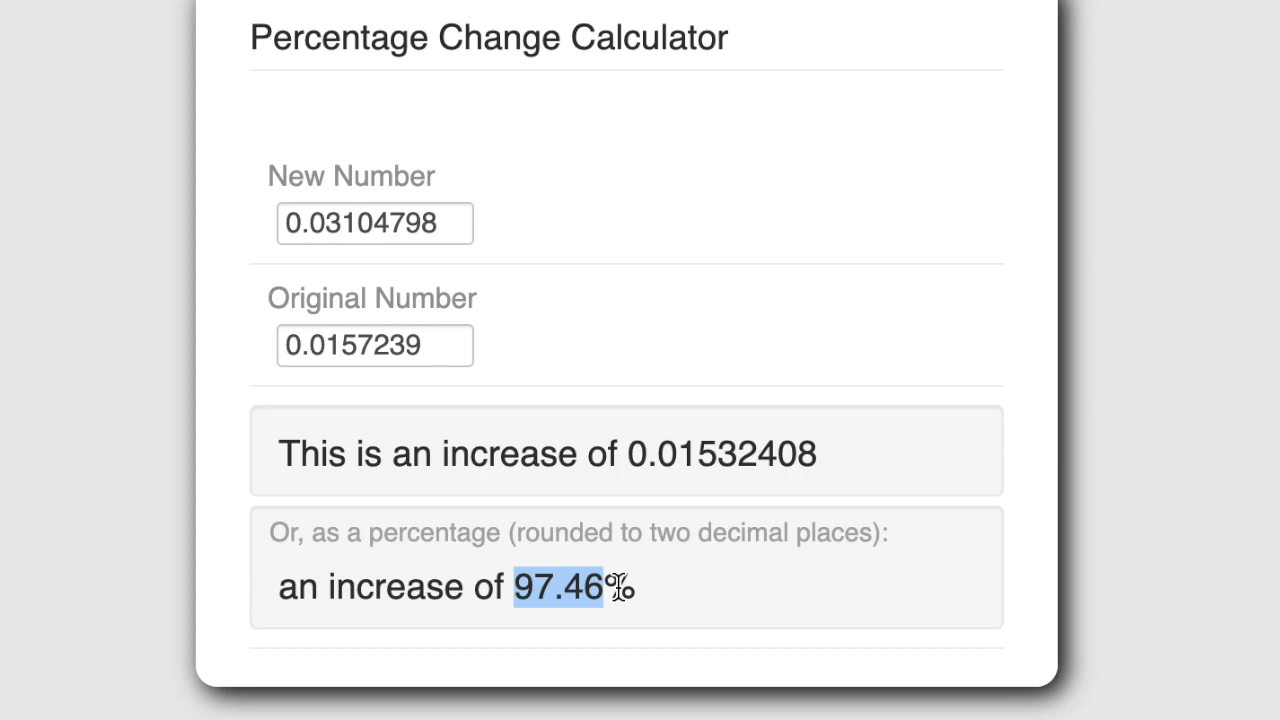 Percentage Change Calculator
New Number
0.03104798
Original Number
0.0157239
This is an increase of 0.01532408
Or, as a percentage (rounded to two decimal places):
an increase of 97.46%